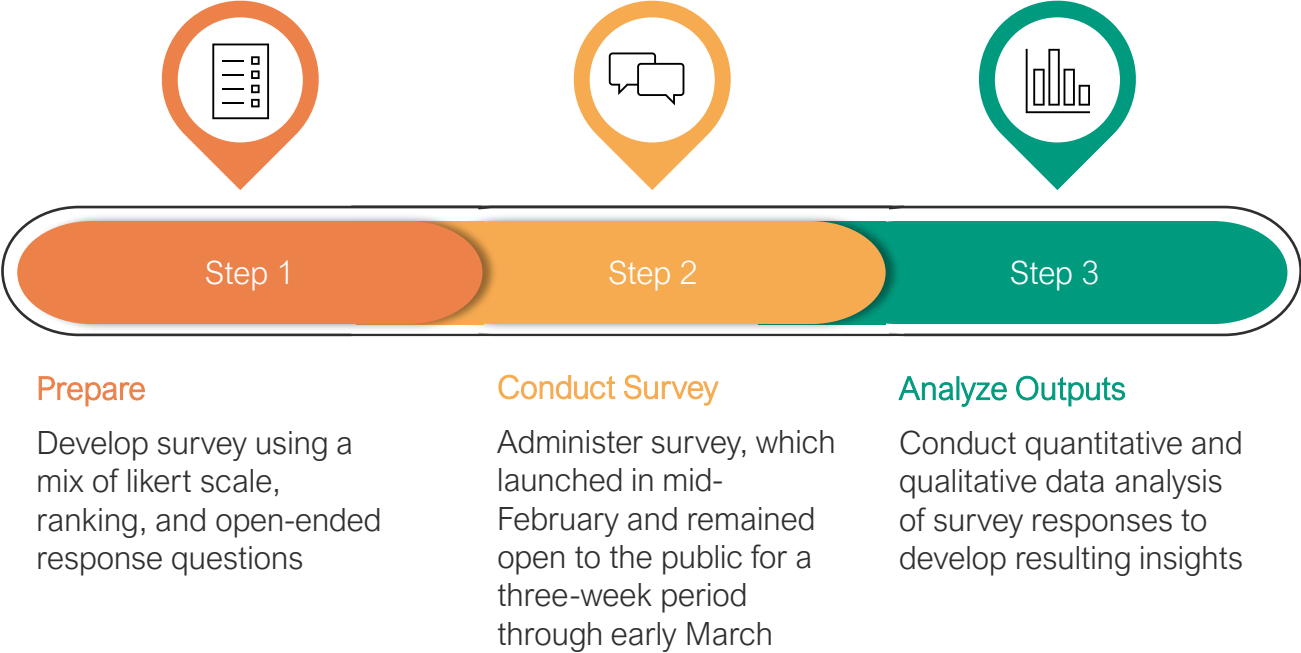 Step 1
Step 2
Step 3
Prepare
Develop survey using a
mix of likert scale,
ranking, and open-ended
response questions
Conduct Survey
Administer survey, which
launched in mid-
February and remained
open to the public for a
three-week period
through early March
Analyze Outputs
Conduct quantitative and
qualitative data analysis
of survey responses to
develop resulting insights